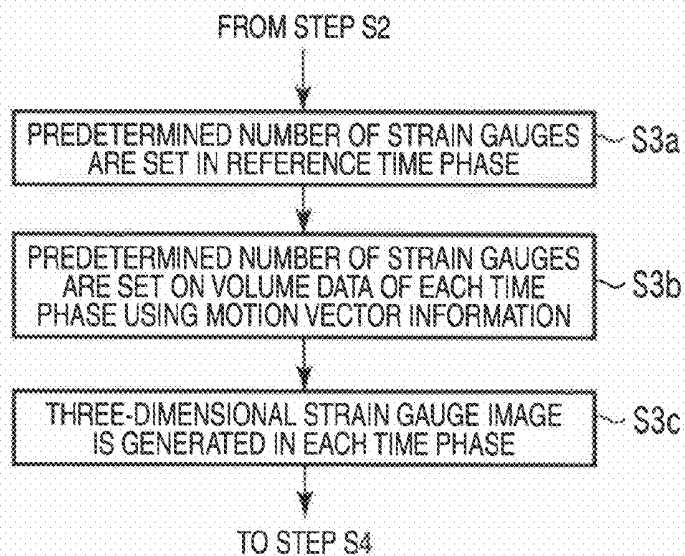 FROM STEP S2
PREDETERMINED NUMBER OF STRAIN GAUGES
ARE SET IN REFERENCE TIME PHASE
S3a
PREDETERMINED NUMBER OF STRAIN GAUGES
ARE SET ON VOLUME DATA OF EACH TIME
PHASE USING MOTION VECTOR INFORMATION
S3b
THREE-DIMENSIONAL STRAIN GAUGE IMAGE
IS GENERATED IN EACH TIME PHASE
S3c
TO STEP S4